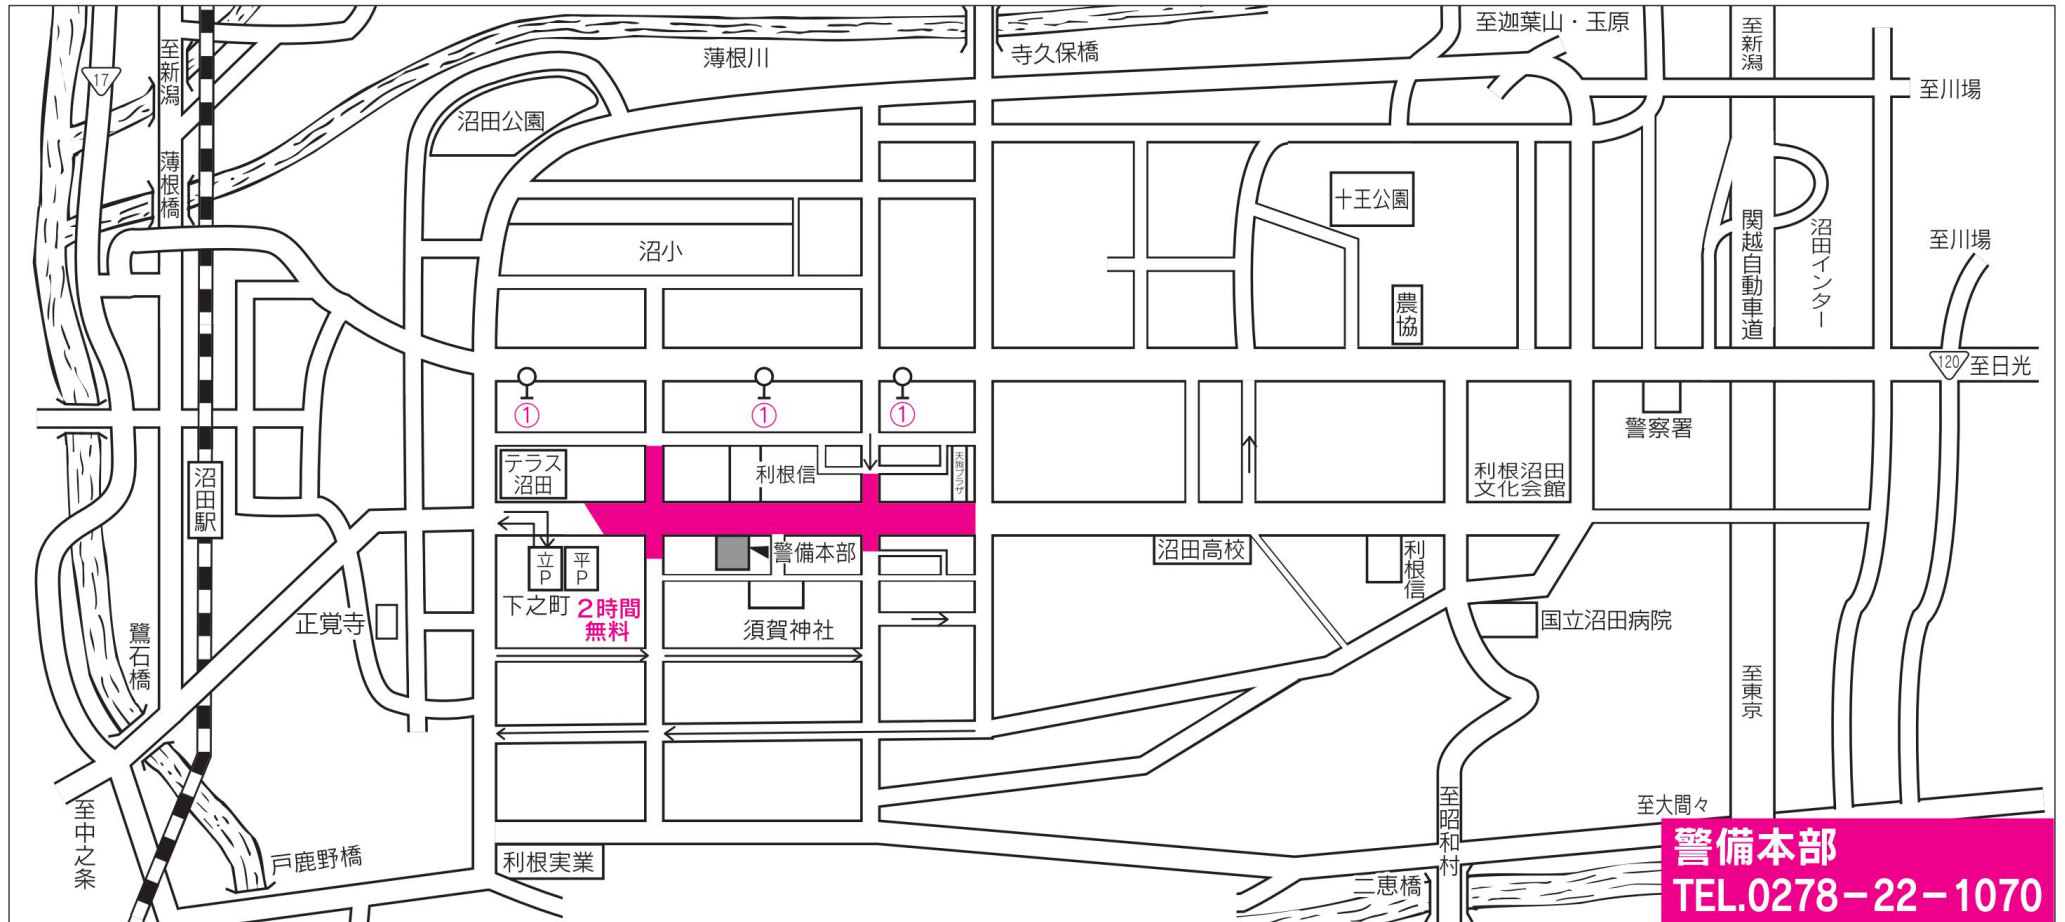 至迦葉山・玉原
至新潟
至新潟
17
薄根川
寺久保橋
至川場
沼田公園
薄根橋
十王公園
関越自動車道
沼田インター
至川場
沼小
農協
120
至日光
①
①
①
警察署
テラス
沼田
利根信
天狗プラザ
利根沼田
文化会館
沼田駅
立P
平P
警備本部
沼田高校
利根信
下之町
2時間
無料
正覚寺
須賀神社
国立沼田病院
鷺石橋
至東京
至中之条
至昭和村
至大間々
戸鹿野橋
利根実業
二恵橋
警備本部
TEL.0278-22-1070